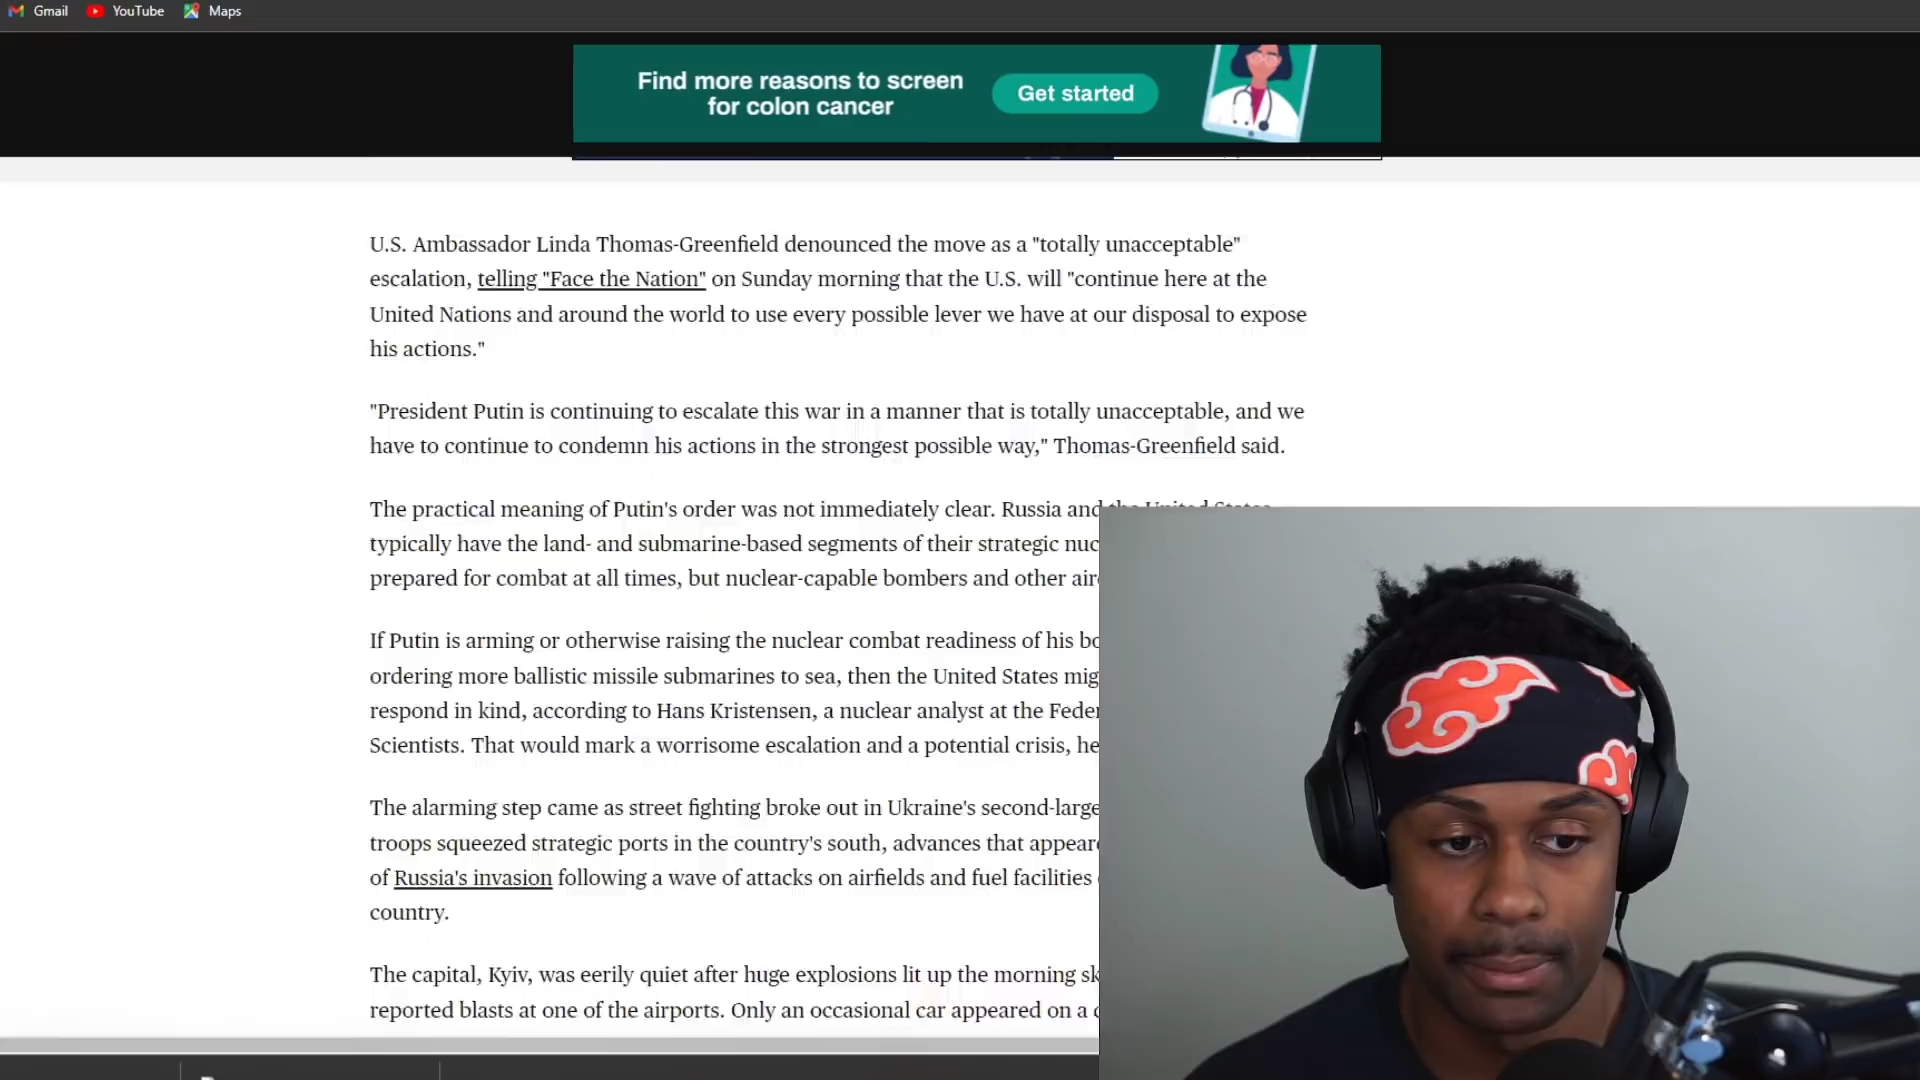 Gmail YouTube Maps
Find more reasons to screen
for colon cancer
Get started
U.S. Ambassador Linda Thomas-Greenfield denounced the move as a "totally unacceptable"
escalation, telling "Face the Nation" on Sunday morning that the U.S. will "continue here at the
United Nations and around the world to use every possible lever we have at our disposal to expose
his actions."
"President Putin is continuing to escalate this war in a manner that is totally unacceptable, and we
have to continue to condemn his actions in the strongest possible way," Thomas-Greenfield said.
The practical meaning of Putin's order was not immediately clear. Russia and the United States
typically have the land- and submarine-based segments of their strategic nuc
prepared for combat at all times, but nuclear-capable bombers and other airc
If Putin is arming or otherwise raising the nuclear combat readiness of his bo
ordering more ballistic missile submarines to sea, then the United States mig
respond in kind, according to Hans Kristensen, a nuclear analyst at the Feder
Scientists. That would mark a worrisome escalation and a potential crisis, he
The alarming step came as street fighting broke out in Ukraine's second-large
troops squeezed strategic ports in the country's south, advances that appeare
of Russia's invasion following a wave of attacks on airfields and fuel facilities
country.
The capital, Kyiv, was eerily quiet after huge explosions lit up the morning sk
reported blasts at one of the airports. Only an occasional car appeared on a